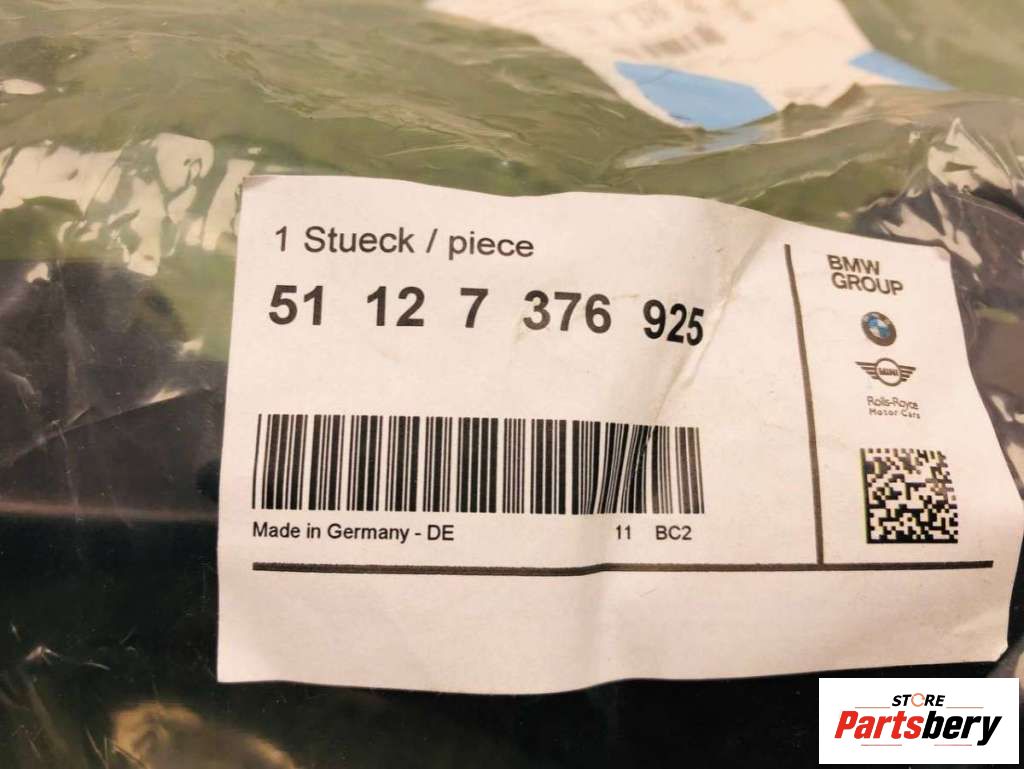 1 Stueck / piece
51 12 7 376 925
Made in Germany - DE 11 BC2
BMW
GROUP
MINI
Rolls-Royce
Motor Cars
STORE
Partsbery